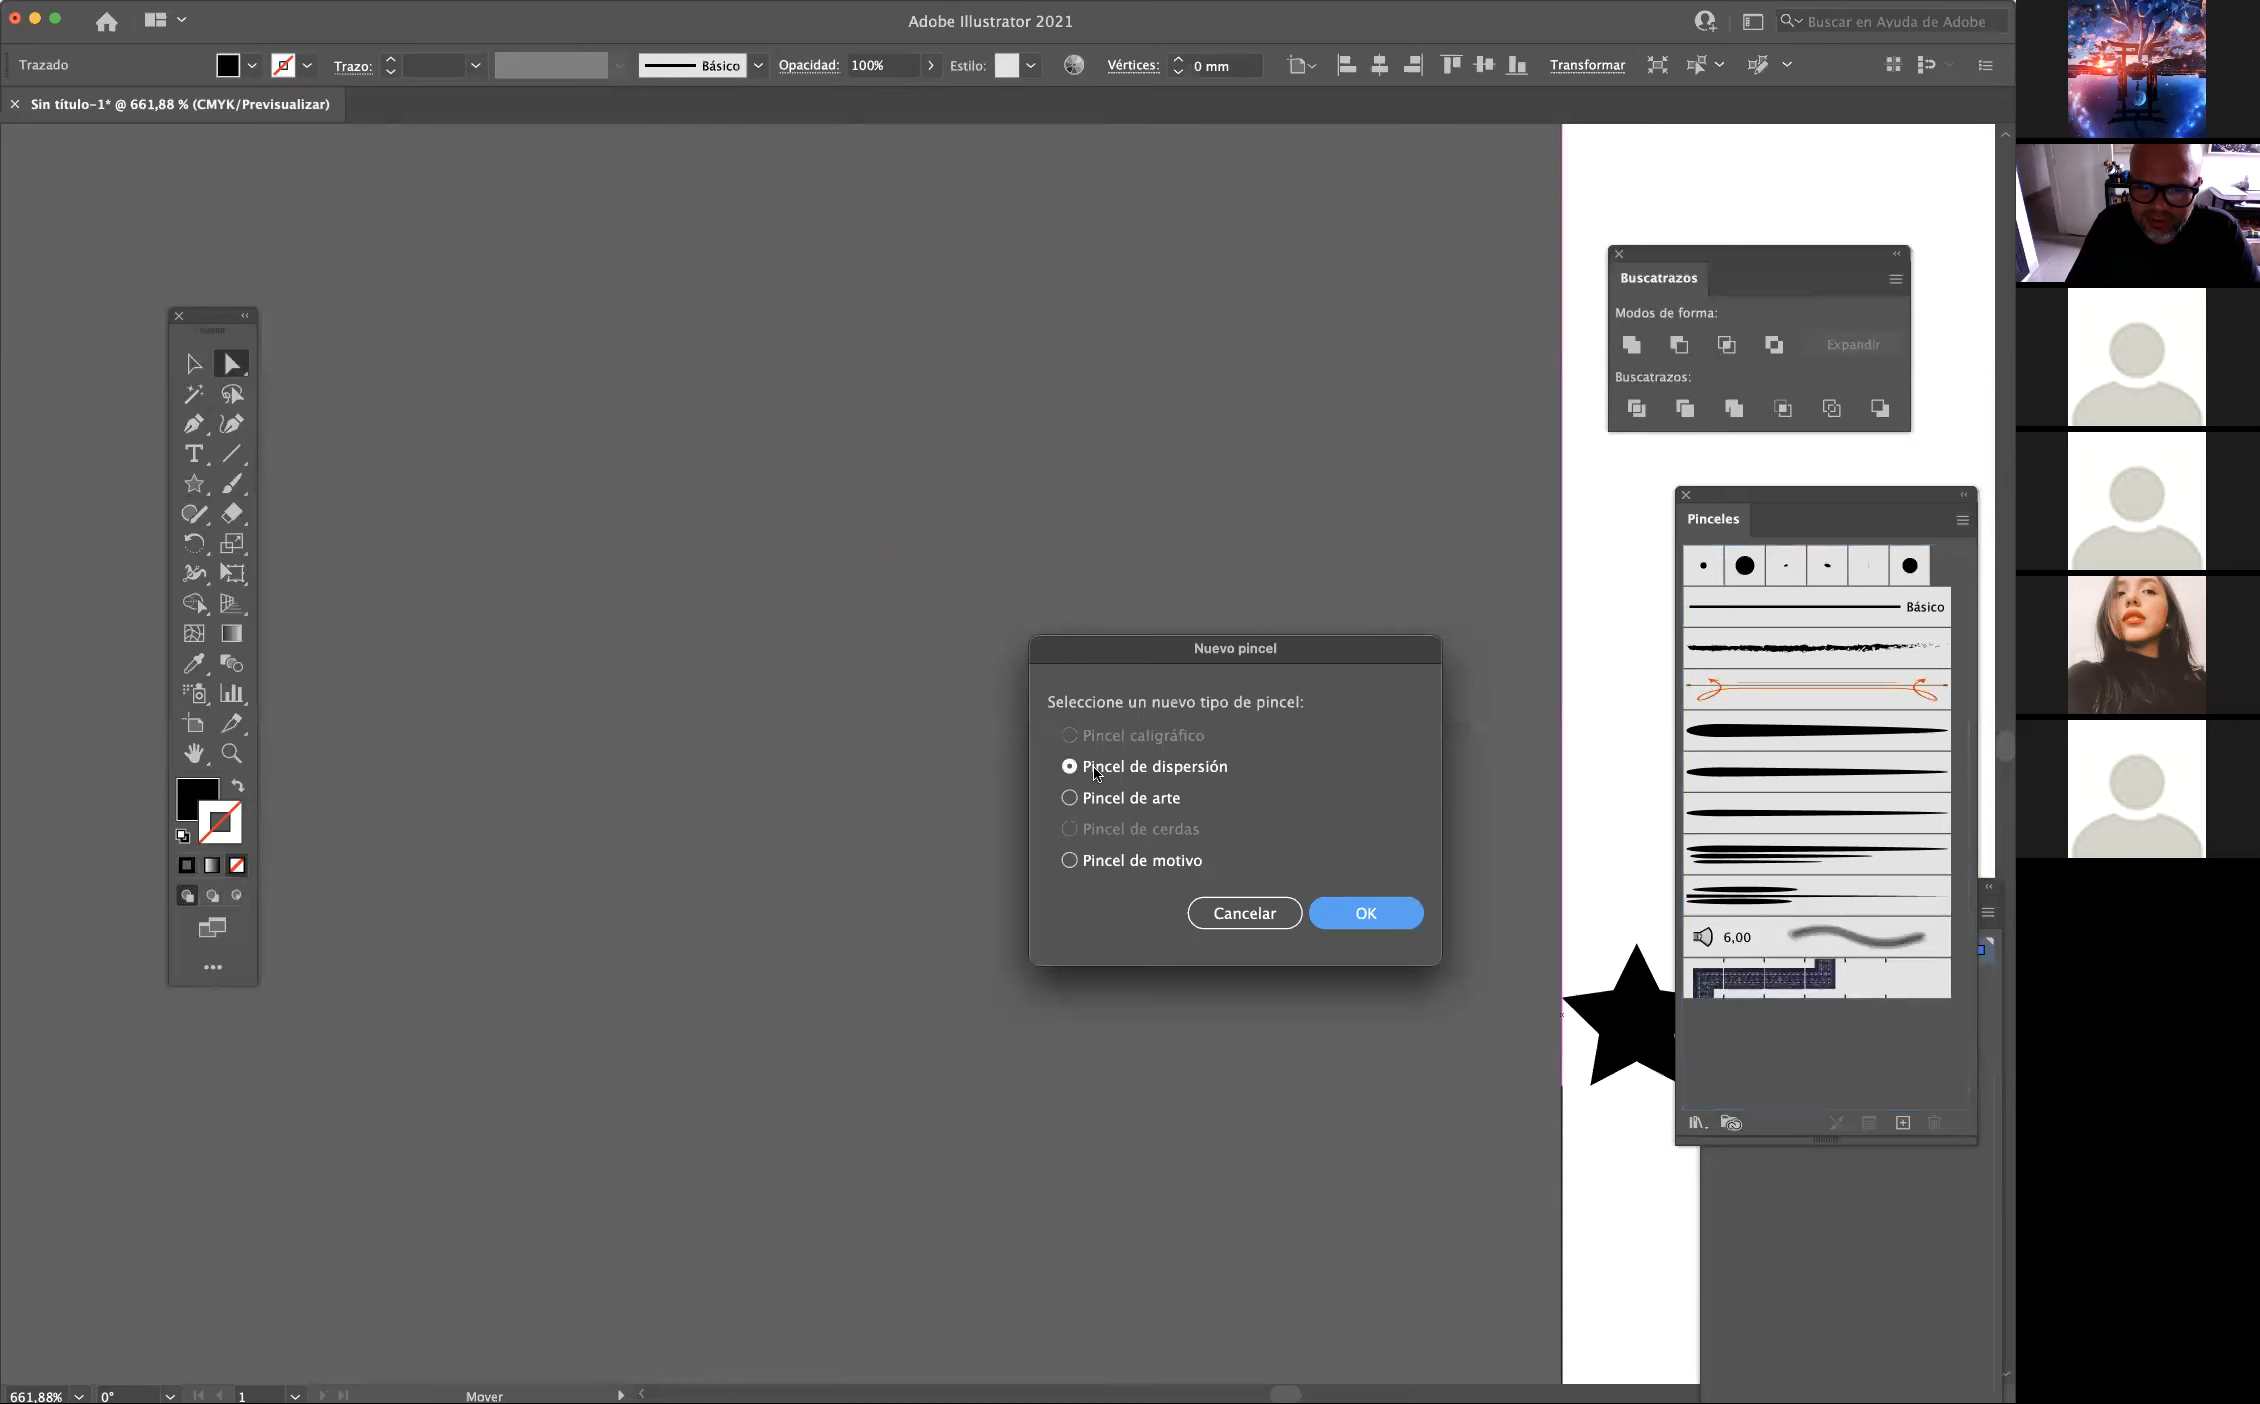 Adobe Illustrator 2021
Buscar en Ayuda de Adobe
Trazado
Trazo:
Básico
Opacidad: 100%
Estilo:
Vértices: 0 mm
Transformar
Sin título-1* @ 661,88 % (CMYK/Previsualizar)
Buscatrazos
Modos de forma:
Expandir
Buscatrazos:
Pinceles
Básico
6,00
Nuevo pincel
Seleccione un nuevo tipo de pincel:
Pincel caligráfico
Pincel de dispersión
Pincel de arte
Pincel de cerdas
Pincel de motivo
Cancelar
OK
661,88%
0°
1
Mover